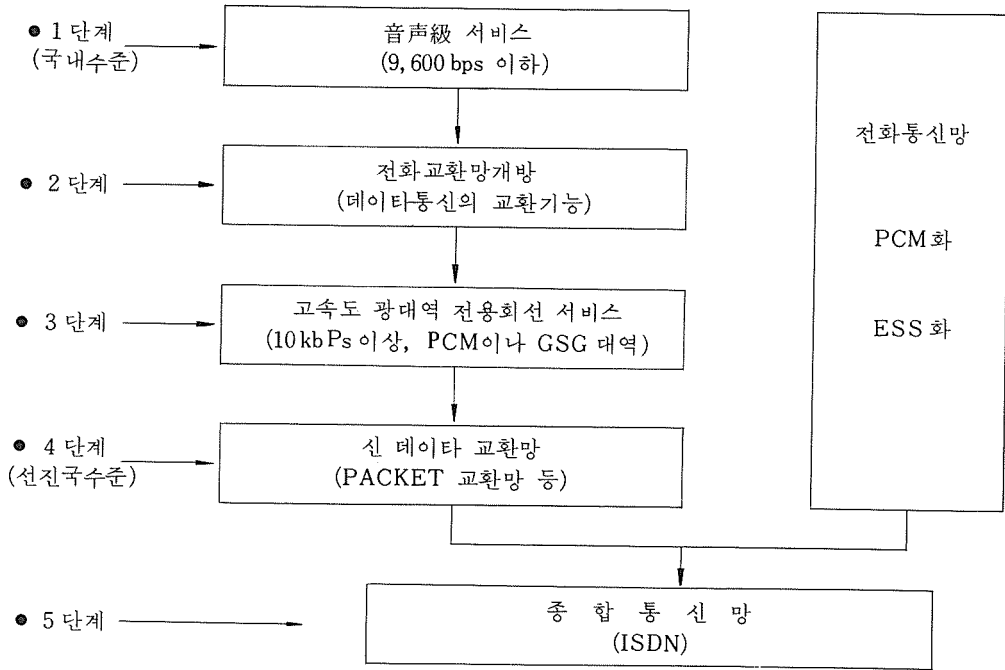 ● 1 단계
(국내수준)
音声級 서비스
(9,600 bps 이하)
● 2 단계
전화교환망개방
(데이타통신의 교환기능)
● 3 단계
고속도 광대역 전용회선 서비스
(10 kb Ps 이상, PCM이나 GSG 대역)
● 4 단계
(선진국수준)
신 데이타 교환망
(PACKET 교환망 등)
전화통신망
PCM화
ESS화
● 5 단계
종 합 통 신 망
(ISDN)